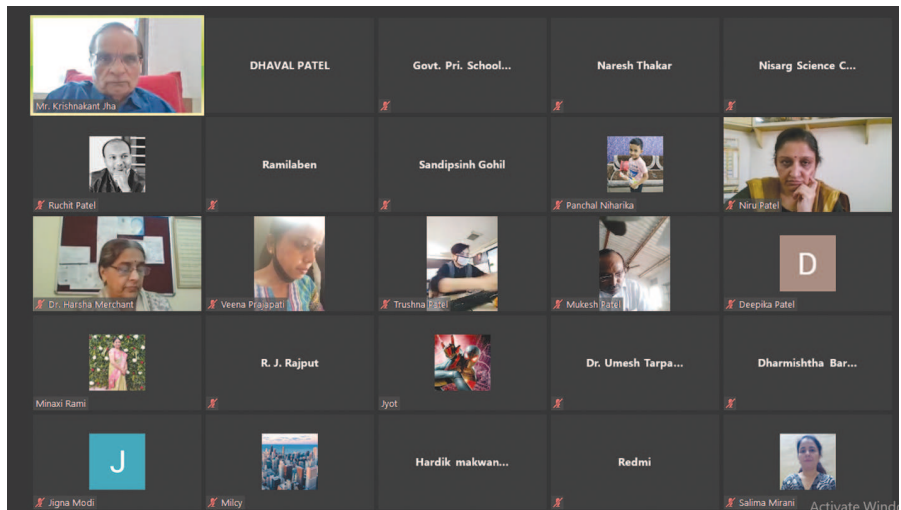 Mr. Krishnakant Jha
DHAVAL PATEL
Govt. Pri. School...
Naresh Thakar
Nisarg Science C...
Ruchit Patel
Ramilaben
Sandipsinh Gohil
Panchal Niharika
Niru Patel
Dr. Harsha Merchant
Veena Prajapati
Trushna Patel
Mukesh Patel
D
Deepika Patel
Minaxi Rami
R. J. Rajput
Jyot
Dr. Umesh Tarpa...
Dharmishtha Bar...
J
Jigna Modi
Milcy
Hardik makwan...
Redmi
Salima Mirani
Activate Wind